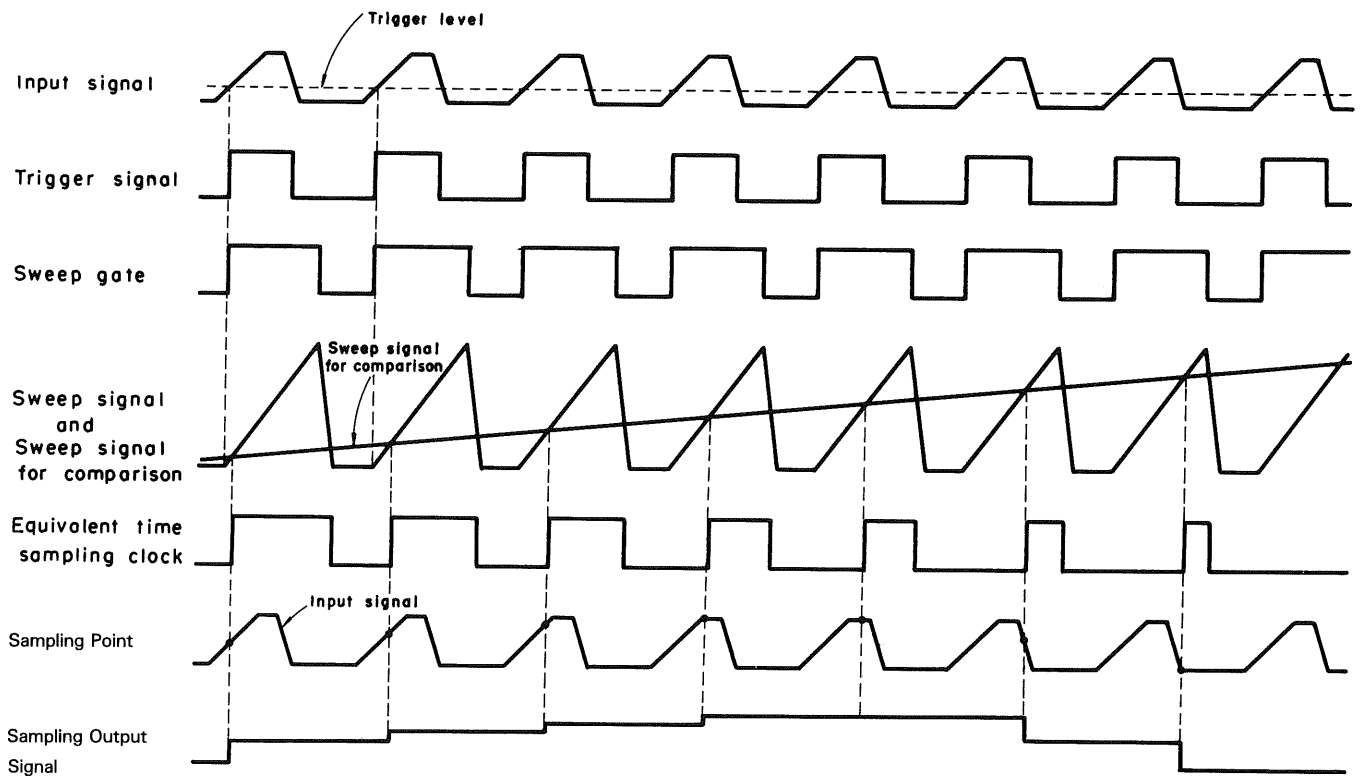 Trigger level
Input signal
Trigger signal
Sweep gate
Sweep signal
for comparison
Sweep signal
and
Sweep signal
for comparison
Equivalent time
sampling clock
Input signal
Sampling Point
Sampling Output
Signal